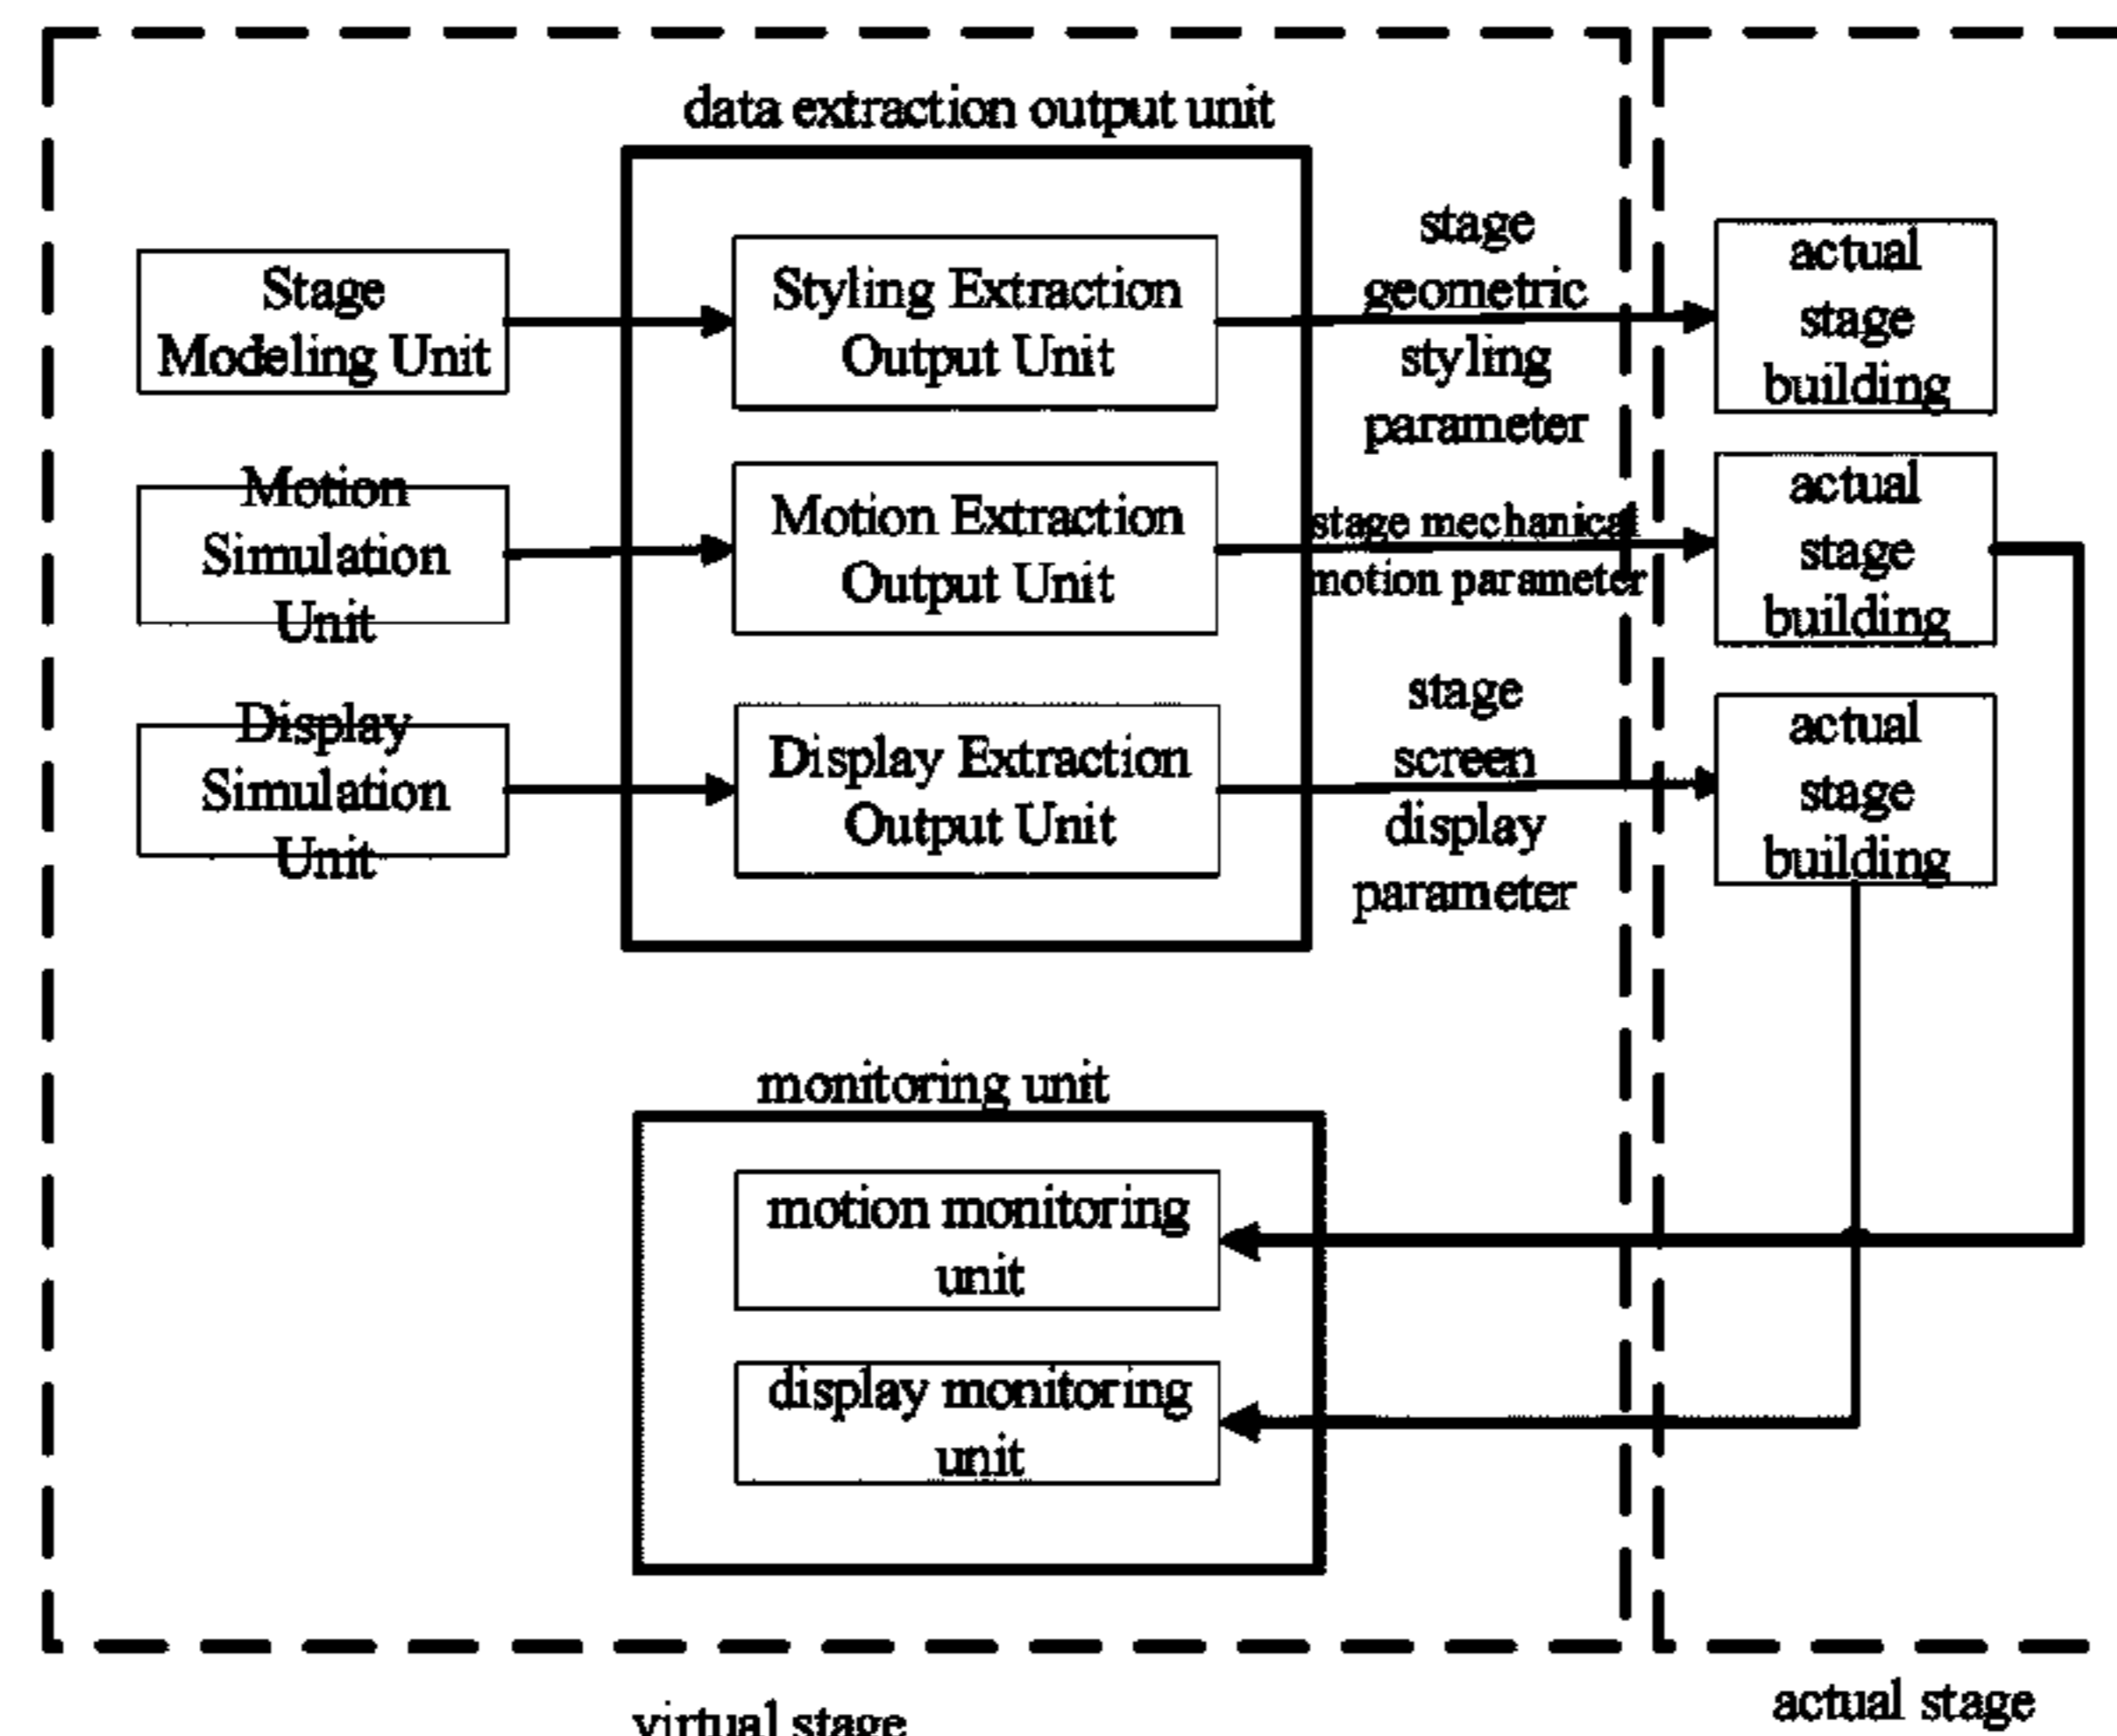 data extraction output unit
Stage
Modeling Unit
Styling Extraction
Output Unit
stage
geometric
styling
parameter
actual
stage
building
Motion
Simulation
Unit
Motion Extraction
Output Unit
stage mechanical
motion parameter
actual
stage
building
Display
Simulation
Unit
Display Extraction
Output Unit
stage
screen
display
parameter
actual
stage
building
monitoring unit
motion monitoring
unit
display monitoring
unit
virtual stage
actual stage